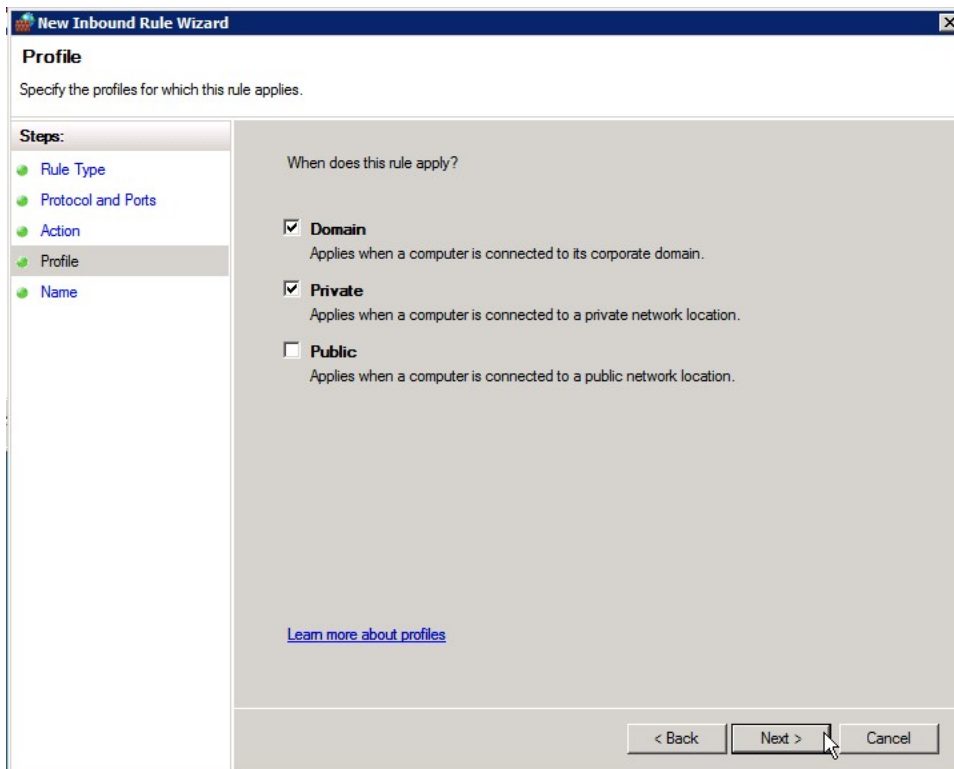 New Inbound Rule Wizard
Profile
Specify the profiles for which this rule applies.
Steps:
Rule Type
Protocol and Ports
Action
Profile
Name
When does this rule apply?
Domain
Applies when a computer is connected to its corporate domain.
Private
Applies when a computer is connected to a private network location.
Public
Applies when a computer is connected to a public network location.
Learn more about profiles
< Back
Next >
Cancel